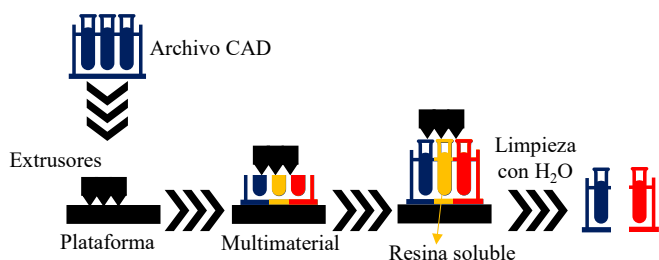 Archivo CAD
Extrusores
Limpieza
con H₂O
Plataforma
Multimaterial
Resina soluble